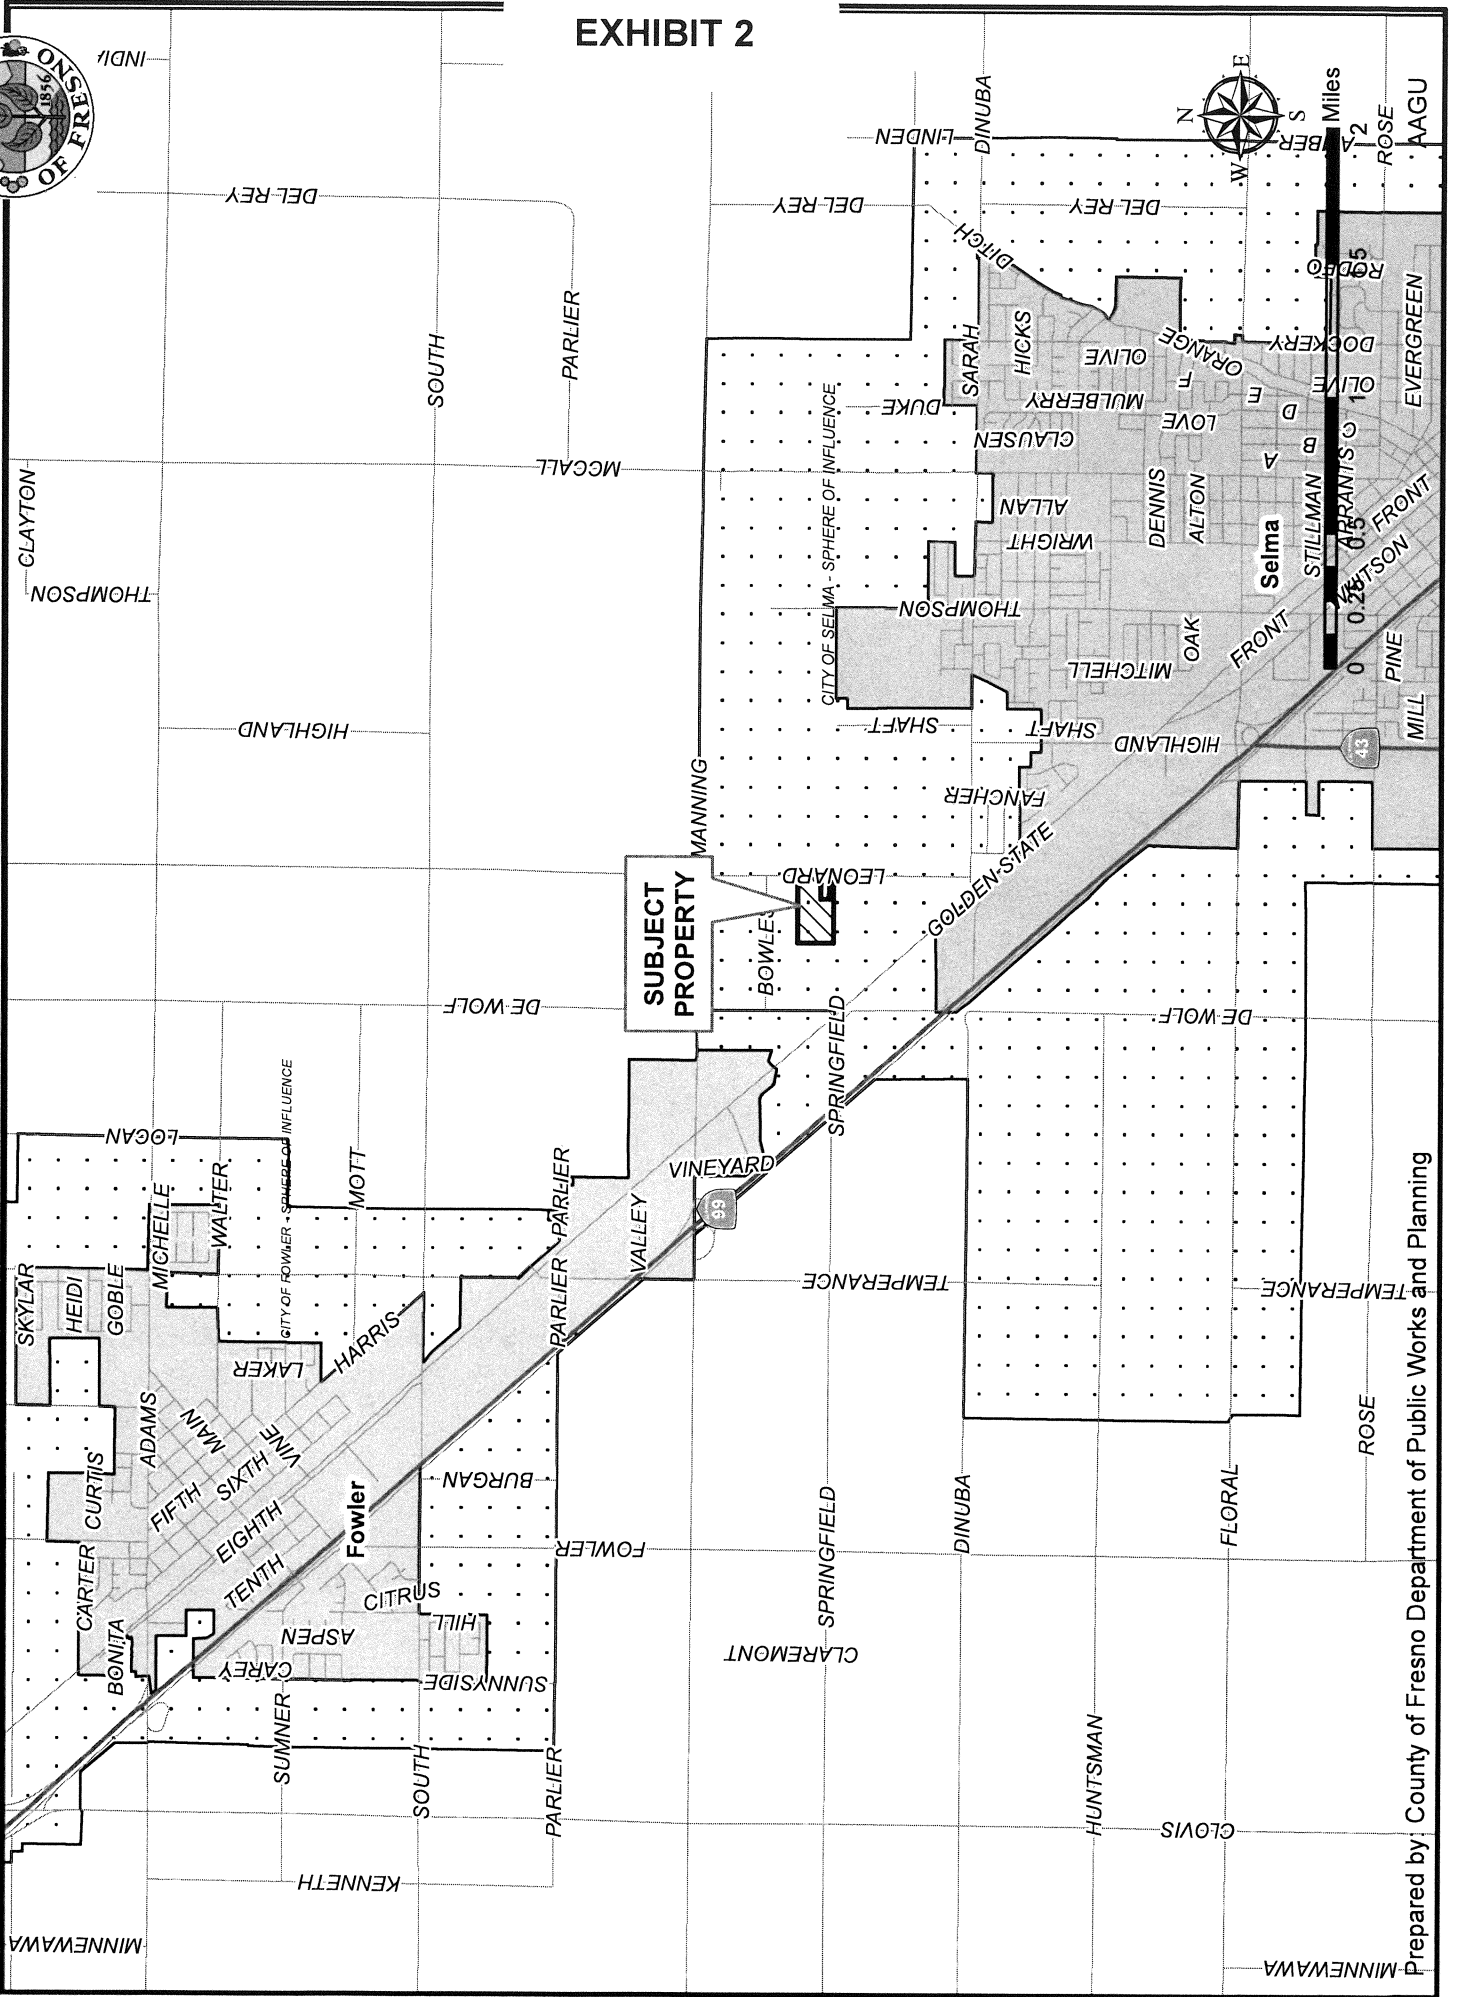 EXHIBIT 2
OF FRESNO
1856
CLAYTON
THOMPSON
DEL REY
SOUTH
PARLIER
MCCALL
HIGHLAND
DE WOLF
LOGAN
MICHELLE
WALTER
CITY OF FOWLER - SPHERE OF INFLUENCE
MOTT
SKYLAR
HEIDI
GOBLE
HARRIS
LAKER
ADAMS
MAIN
VINE
SIXTH
FIFTH
CURTIS
EIGHTH
TENTH
Fowler
CARTER
BONITA
CITRUS
ASPEN
CAREY
HILL
SUNNYSIDE
SUMNER
SOUTH
PARLIER
KENNETH
MINNEWAWA
BURGAN
FOWLER
PARLIER
PARLIER
PARLIER
VALLEY
VINEYARD
99
TEMPERANCE
SUBJECT
PROPERTY
MANNING
LEONARD
BOWLES
SPRINGFIELD
GOLDEN STATE
DE WOLF
TEMPERANCE
CLAREMONT
SPRINGFIELD
DINUBA
HUNTSMAN
FLORAL
ROSE
CLOVIS
MINNEWAWA
DEL REY
LINDEN
DINUBA
DEL REY
DITCH
SARAH
HICKS
DUKE
CITY OF SELMA - SPHERE OF INFLUENCE
CLAUSEN
MULBERRY
OLIVE
ORANGE
LOVE
F
E
D
C
B
A
ALLAN
WRIGHT
DENNIS
ALTON
THOMPSON
MITCHELL
OAK
Selma
STILLMAN
ARRANTS
FRONT
FRONT
SHAFT
SHAFT
HIGHLAND
FANCHER
43
PINE
MILL
DOCKERY
OLIVE
RODEO
EVERGREEN
ROSE
N
E
S
W
0
0.25
0.5
1
2
Miles
AAGU
Prepared by: County of Fresno Department of Public Works and Planning